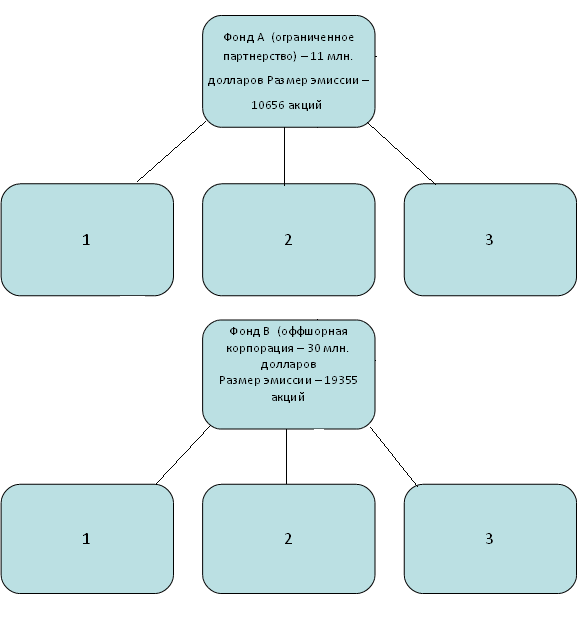 Фонд А (ограниченное
партнерство) – 11 млн.
долларов Размер эмиссии –
10656 акций
1
2
3
Фонд В (оффшорная
корпорация – 30 млн.
долларов
Размер эмиссии – 19355
акций
1
2
3